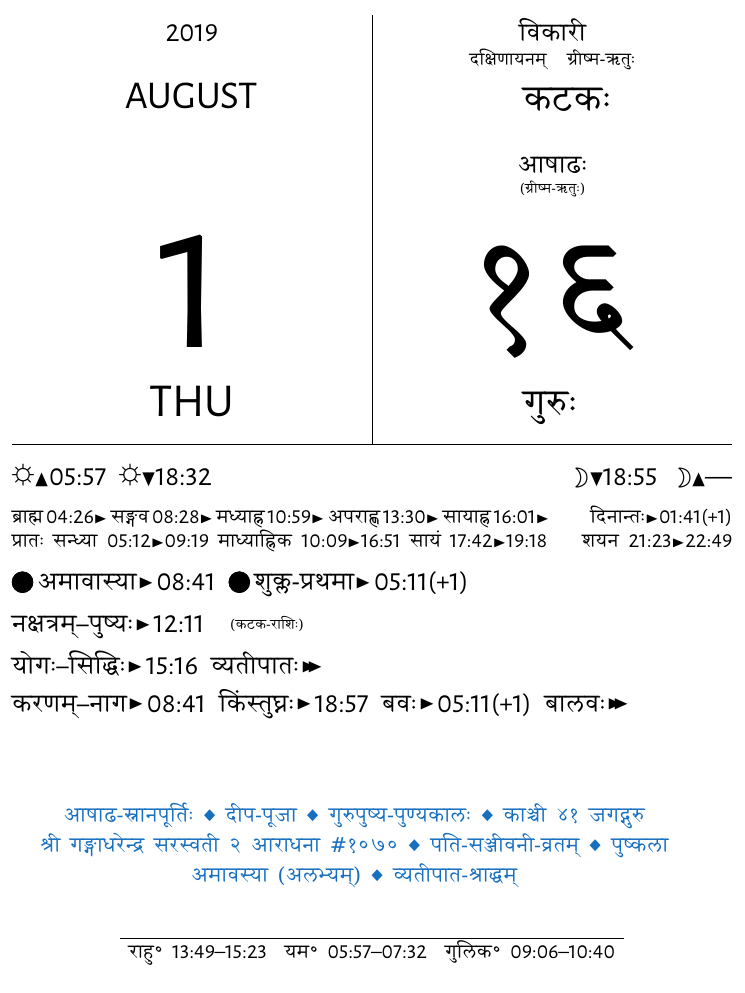 2019
AUGUST
1
THU
विकारी
दक्षिणायनम् ग्रीष्म-ऋतुः
कटकः
आषाढः
(ग्रीष्म-ऋतुः)
१६
गुरुः
☼▲05:57 ☼▼18:32 ☽▼18:55 ☽▲—
ब्राह्म 04:26► सङ्गव 08:28► मध्याह्न 10:59► अपराह्ण 13:30► सायाह्न 16:01► दिनान्तः►01:41(+1)
प्रातः सन्ध्या 05:12►09:19 माध्याह्निक 10:09►16:51 सायं 17:42►19:18 शयन 21:23►22:49
●अमावास्या►08:41 ●शुक्ल-प्रथमा►05:11(+1)
नक्षत्रम्–पुष्यः►12:11 (कटक-राशिः)
योगः–सिद्धिः►15:16 व्यतीपातः►►
करणम्–नाग►08:41 किंस्तुघ्नः►18:57 बवः►05:11(+1) बालवः►►
आषाढ-स्नानपूर्तिः ◆ दीप-पूजा ◆ गुरुपुष्य-पुण्यकालः ◆ काञ्ची ४१ जगद्गुरु
श्री गङ्गाधरेन्द्र सरस्वती २ आराधना #१०७० ◆ पति-सञ्जीवनी-व्रतम् ◆ पुष्कला
अमावस्या (अलभ्यम्) ◆ व्यतीपात-श्राद्धम्
राहु॰ 13:49–15:23 यम॰ 05:57–07:32 गुलिक॰ 09:06–10:40